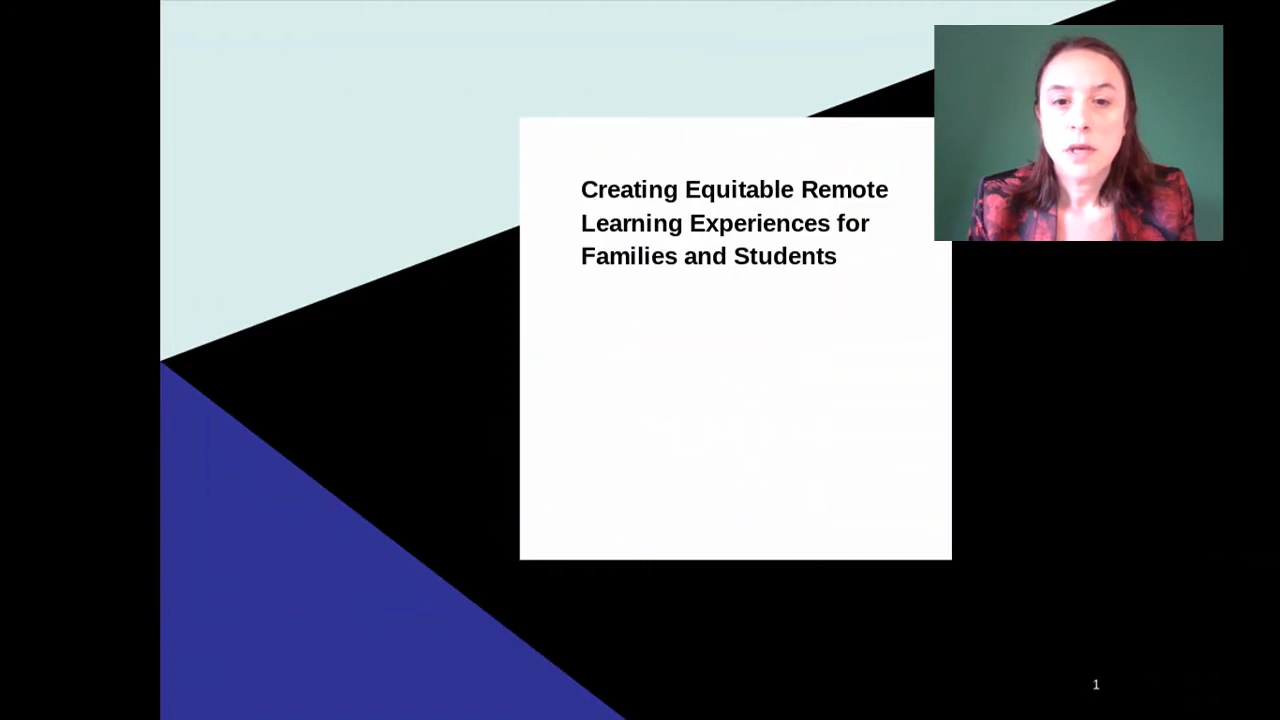 Creating Equitable Remote
Learning Experiences for
Families and Students
1